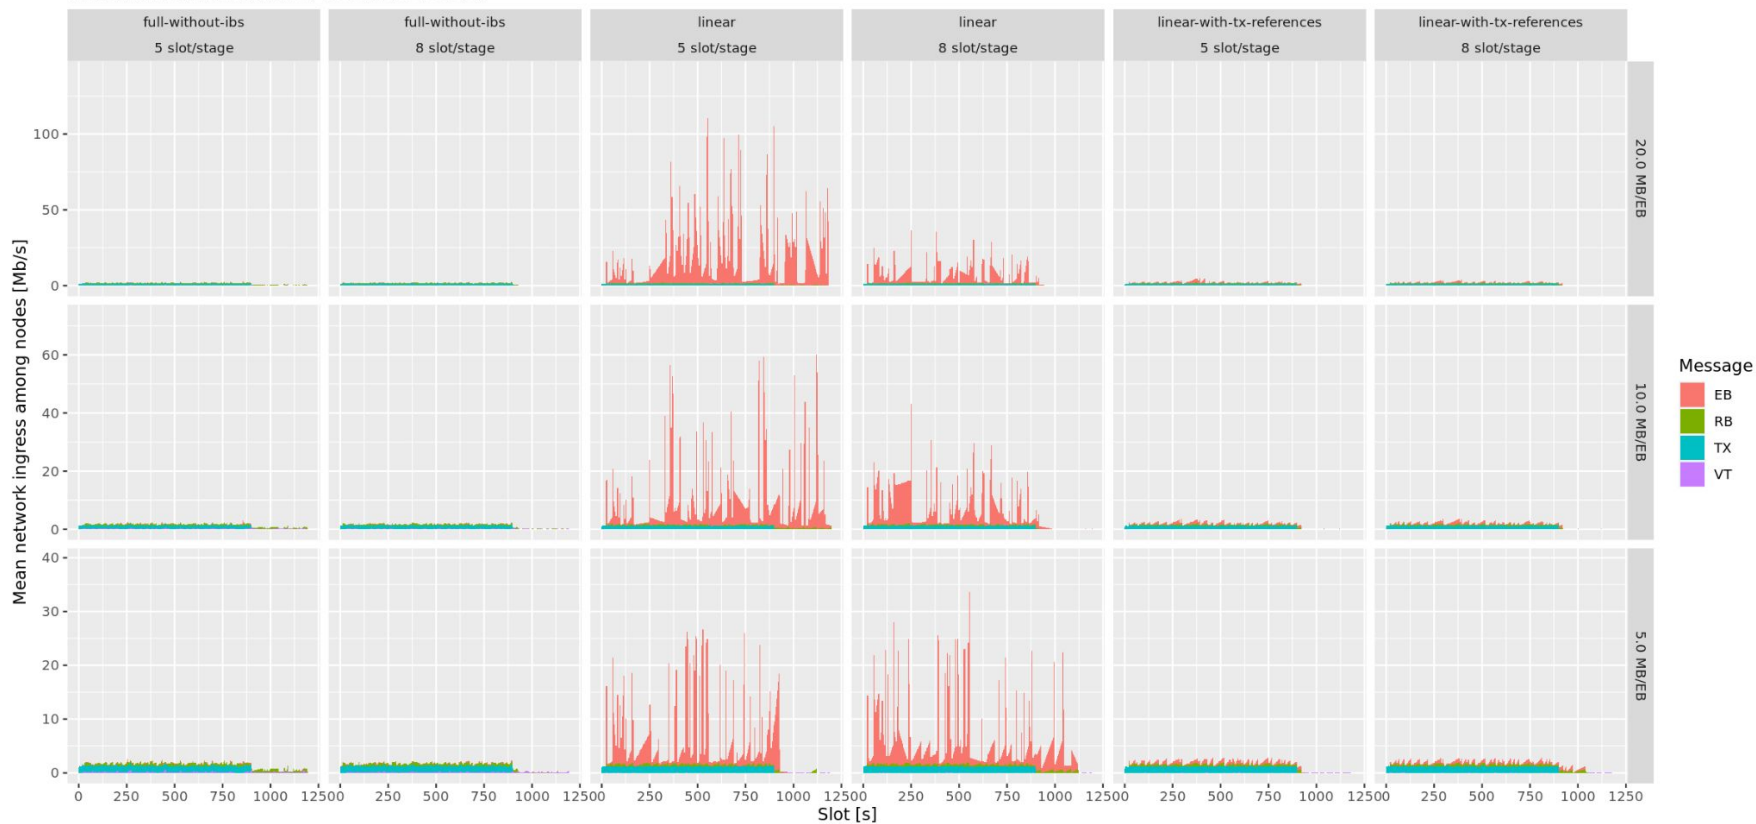 full-without-ibs full-without-ibs linear linear linear-with-tx-references linear-with-tx-references
5 slot/stage 8 slot/stage 5 slot/stage 8 slot/stage 5 slot/stage 8 slot/stage
Mean network ingress among nodes [Mb/s]
100
50
0
20.0 MB/EB
60
40
20
0
10.0 MB/EB
40
30
20
10
0
5.0 MB/EB
0 250 500 750 1000 1250 250 500 750 1000 1250 250 500 750 1000 1250 250 500 750 1000 1250 250 500 750 1000 1250 250 500 750 1000 1250
Slot [s]
Message
EB
RB
TX
VT